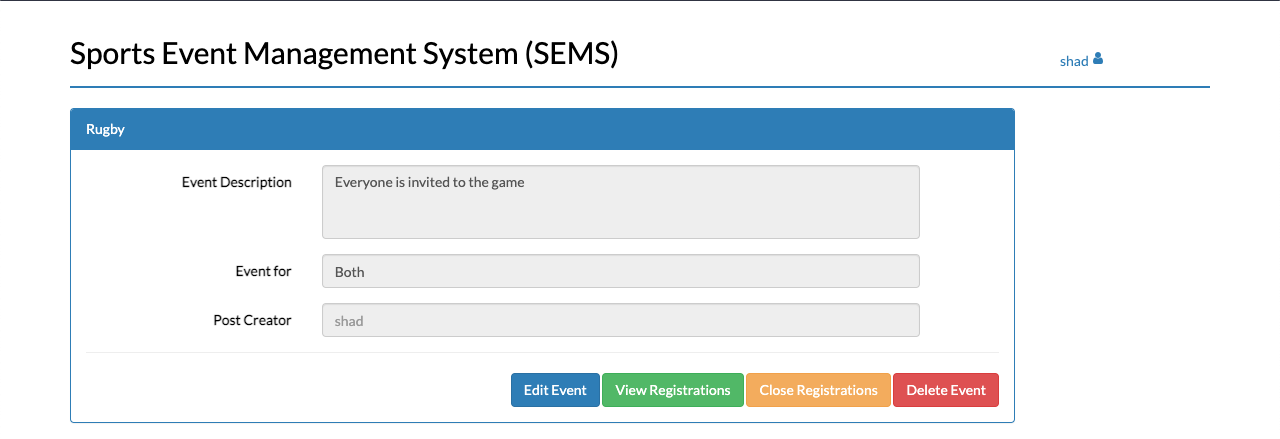 Sports Event Management System (SEMS)
shad
Rugby
Event Description
Everyone is invited to the game
Event for
Both
Post Creator
shad
Edit Event
View Registrations
Close Registrations
Delete Event